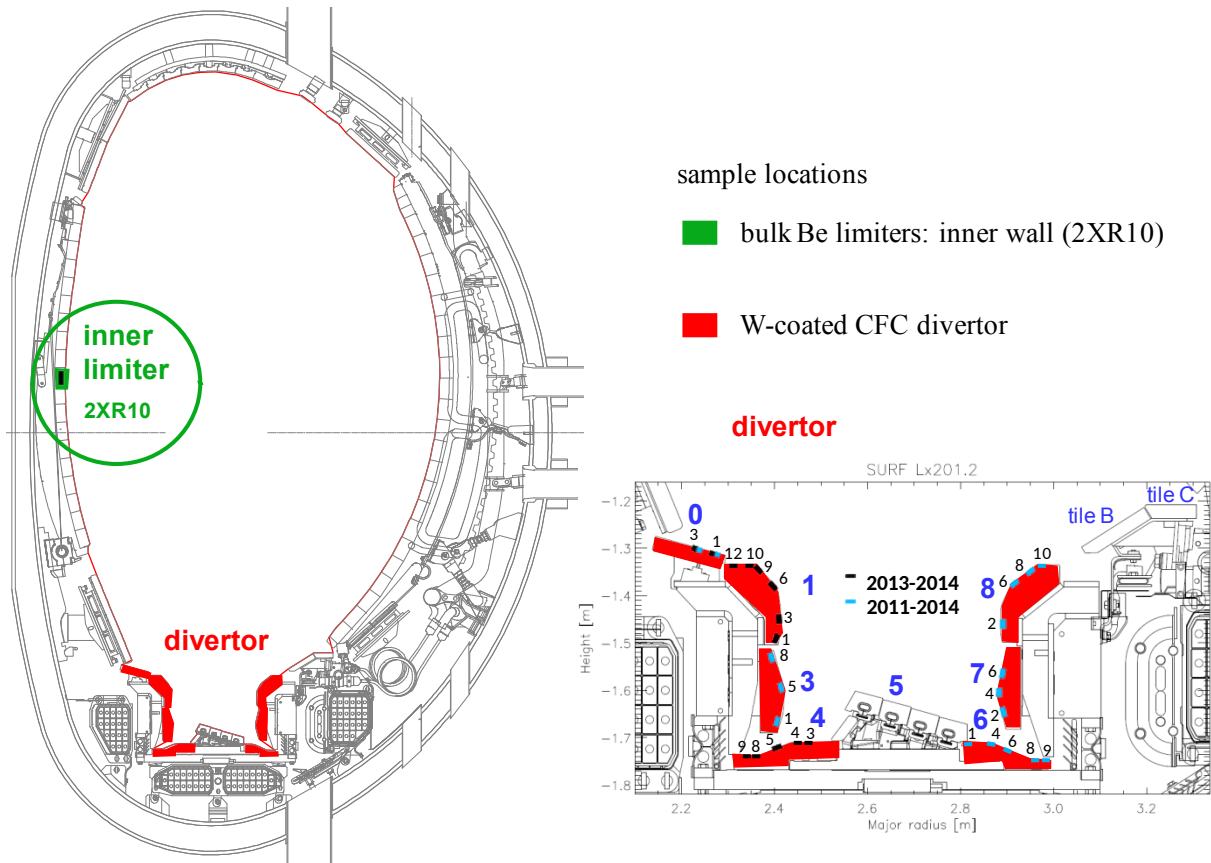 sample locations
bulk Be limiters: inner wall (2XR10)
W-coated CFC divertor
inner
limiter
2XR10
divertor
divertor
SURF Lx201.2
tile C
tile B
0
3 1
12 10
9
6
3
1
1
2013-2014
2011-2014
8
10
8
6
2
8
5
1
3
7
6
4
2
5
4
6
9 8 5 4 3
1 4 6 8 9
-1.2
-1.3
-1.4
-1.5
-1.6
-1.7
-1.8
Height [m]
2.2 2.4 2.6 2.8 3.0 3.2
Major radius [m]